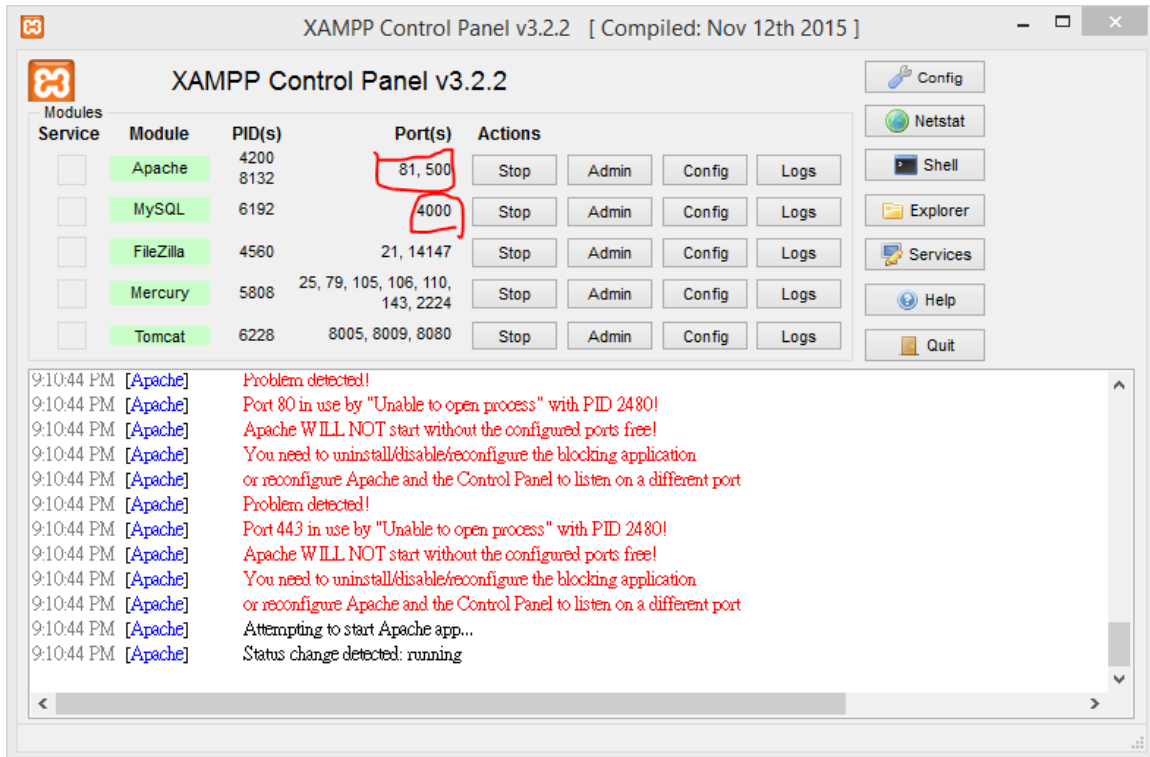 XAMPP Control Panel v3.2.2 [ Compiled: Nov 12th 2015 ]
XAMPP Control Panel v3.2.2
Config
Modules
Service Module PID(s) Port(s) Actions
Netstat
Apache 4200 8132 81, 500 Stop Admin Config Logs
Shell
MySQL 6192 4000 Stop Admin Config Logs
Explorer
FileZilla 4560 21, 14147 Stop Admin Config Logs
Services
Mercury 5808 25, 79, 105, 106, 110, 143, 2224 Stop Admin Config Logs
Help
Tomcat 6228 8005, 8009, 8080 Stop Admin Config Logs
Quit
9:10:44 PM [Apache] Problem detected!
9:10:44 PM [Apache] Port 80 in use by "Unable to open process" with PID 2480!
9:10:44 PM [Apache] Apache WILL NOT start without the configured ports free!
9:10:44 PM [Apache] You need to uninstall/disable/reconfigure the blocking application
9:10:44 PM [Apache] or reconfigure Apache and the Control Panel to listen on a different port
9:10:44 PM [Apache] Problem detected!
9:10:44 PM [Apache] Port 443 in use by "Unable to open process" with PID 2480!
9:10:44 PM [Apache] Apache WILL NOT start without the configured ports free!
9:10:44 PM [Apache] You need to uninstall/disable/reconfigure the blocking application
9:10:44 PM [Apache] or reconfigure Apache and the Control Panel to listen on a different port
9:10:44 PM [Apache] Attempting to start Apache app...
9:10:44 PM [Apache] Status change detected: running